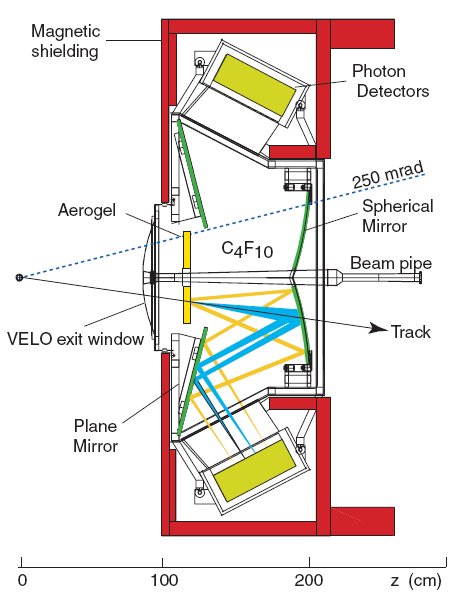 Magnetic
shielding
Photon
Detectors
250 mrad
Aerogel
Spherical
Mirror
C4F10
Beam pipe
VELO exit window
Track
Plane
Mirror
0 100 200 z (cm)